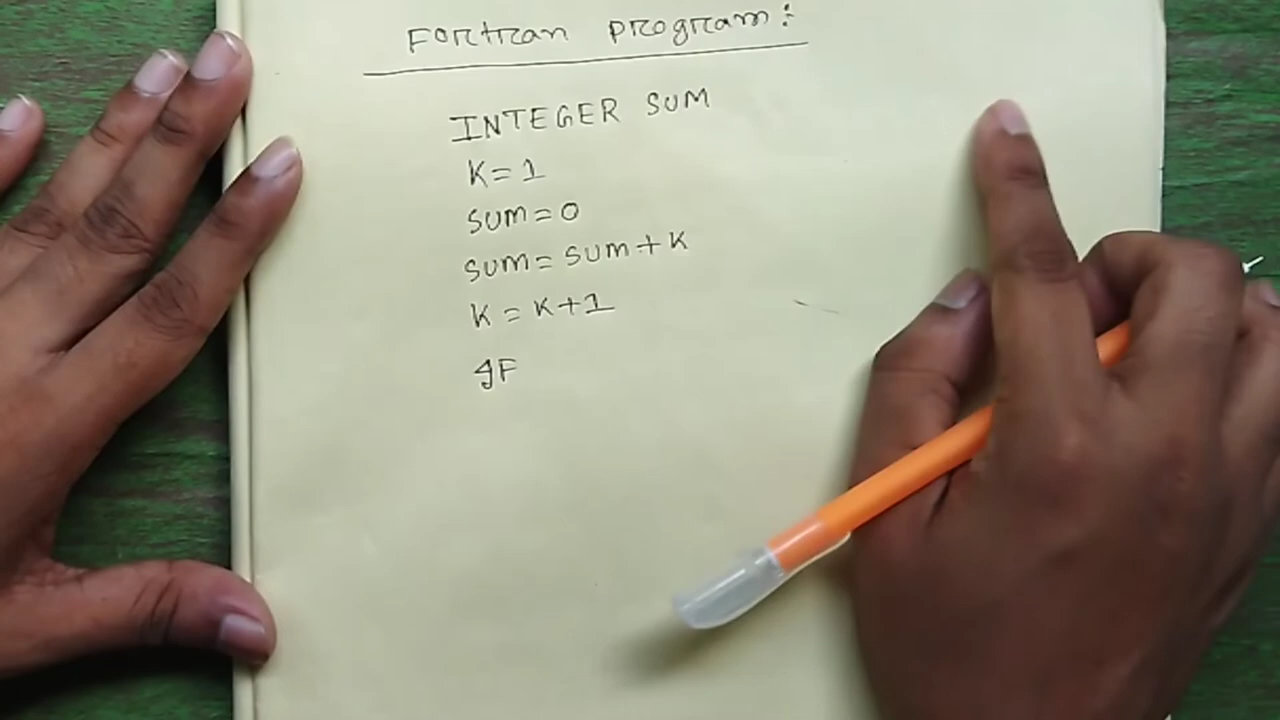 Fortran program:
INTEGER SUM
K=1
SUM=0
SUM=SUM+K
K=K+1
IF